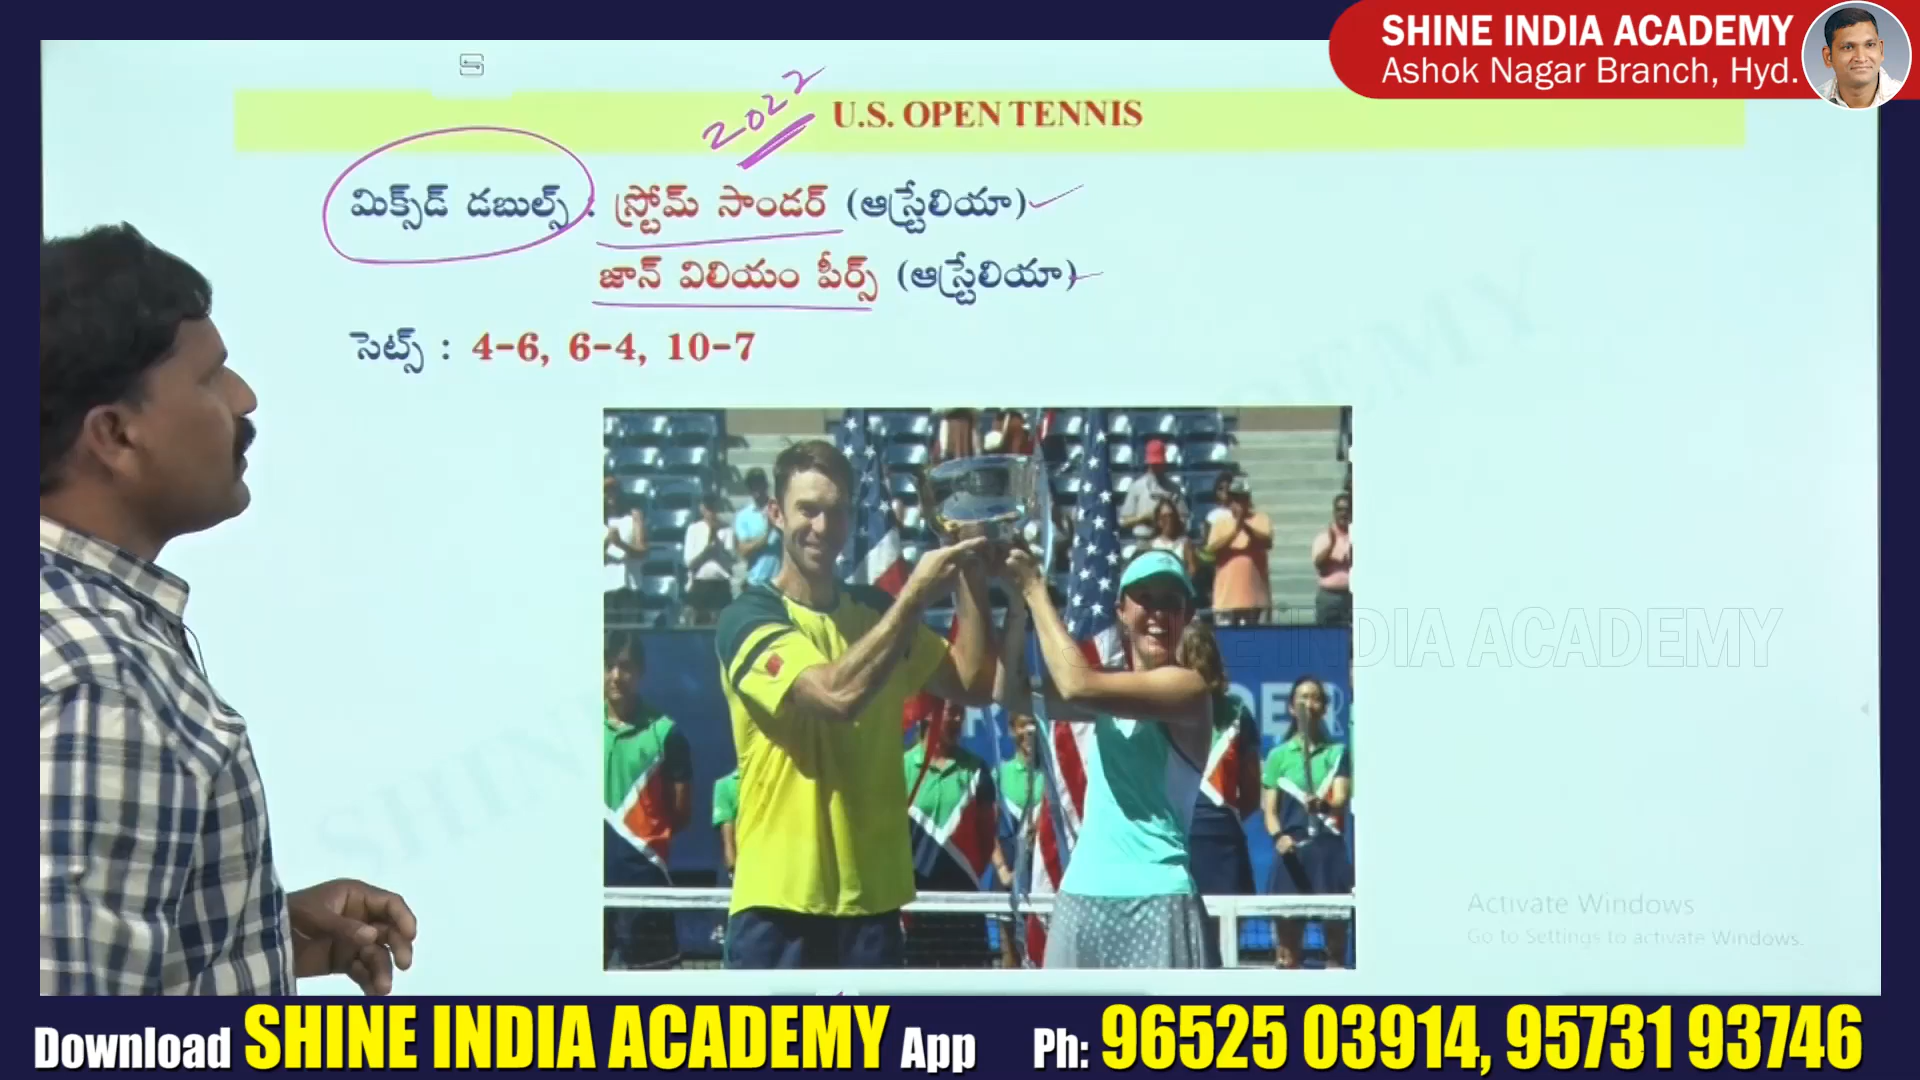 SHINE INDIA ACADEMY
Ashok Nagar Branch, Hyd.
2022
U.S. OPEN TENNIS
మిక్స్‌డ్ డబుల్స్ : స్ట్రోమ్ సాండర్ (ఆస్ట్రేలియా)
జాన్ విలియం పీర్స్ (ఆస్ట్రేలియా)
సెట్స్ : 4-6, 6-4, 10-7
SHINE INDIA ACADEMY
Activate Windows
Go to Settings to activate Windows.
Download SHINE INDIA ACADEMY App Ph: 96525 03914, 95731 93746